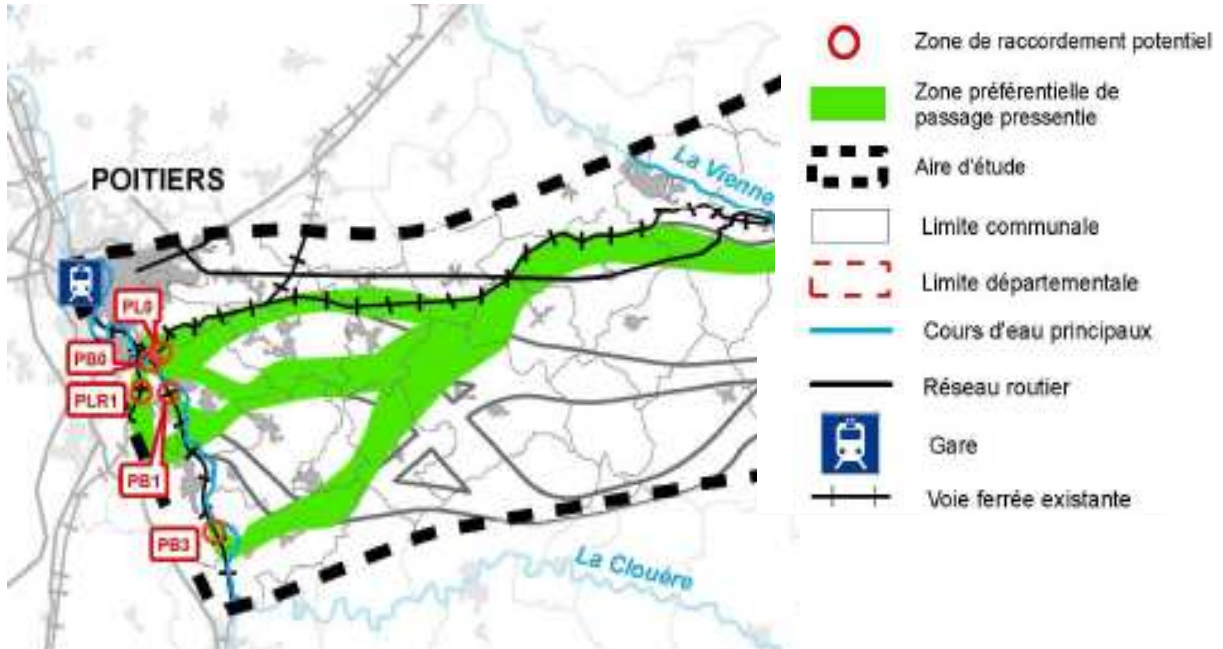 POITIERS
La Vienne
PL0
PB0
PLR1
PB1
PB3
La Clouère
Zone de raccordement potentiel
Zone préférentielle de
passage pressentie
Aire d'étude
Limite communale
Limite départementale
Cours d'eau principaux
Réseau routier
Gare
Voie ferrée existante